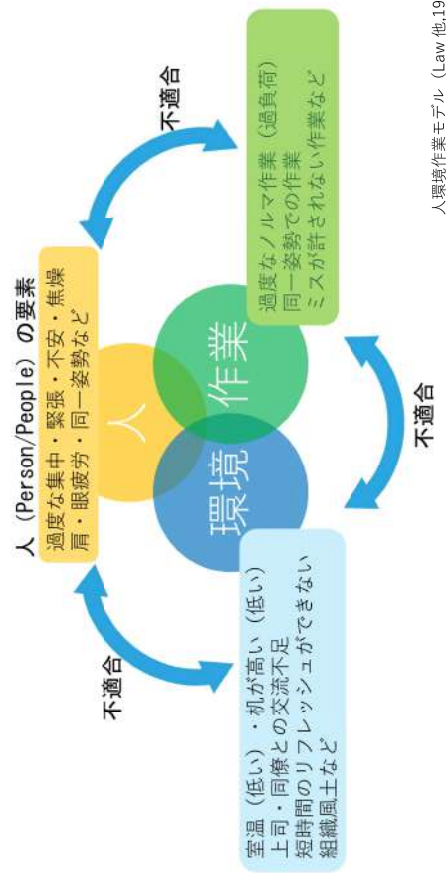 人（Person/People）の要素
過度な集中・緊張・不安・焦燥
肩・眼疲労・同一姿勢など
不適合
不適合
人
環境
作業
室温（低い）・机が高い（低い）
上司・同僚との交流不足
短時間のリフレッシュができない
組織風土など
過度なノルマ作業（過負荷）
同一姿勢での作業
ミスが許されない作業など
不適合
人環境作業モデル（Law 他,19